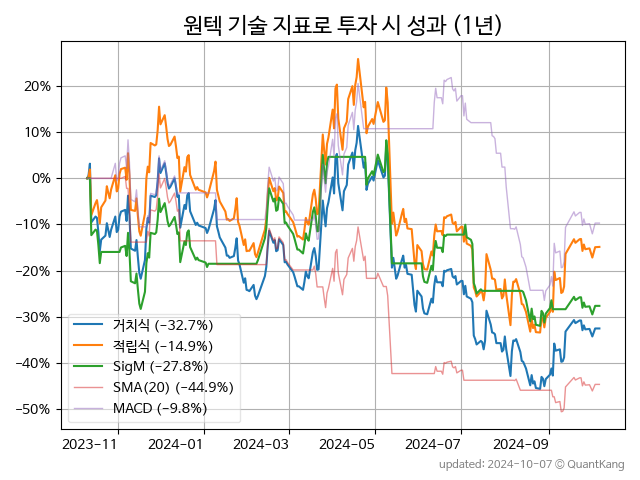 원텍 기술 지표로 투자 시 성과 (1년)
20%
10%
0%
−10%
−20%
−30%
−40%
−50%
거치식 (−32.7%)
적립식 (−14.9%)
SigM (−27.8%)
SMA(20) (−44.9%)
MACD (−9.8%)
2023−11 2024−01 2024−03 2024−05 2024−07 2024−09
updated: 2024-10-07 © QuantKang